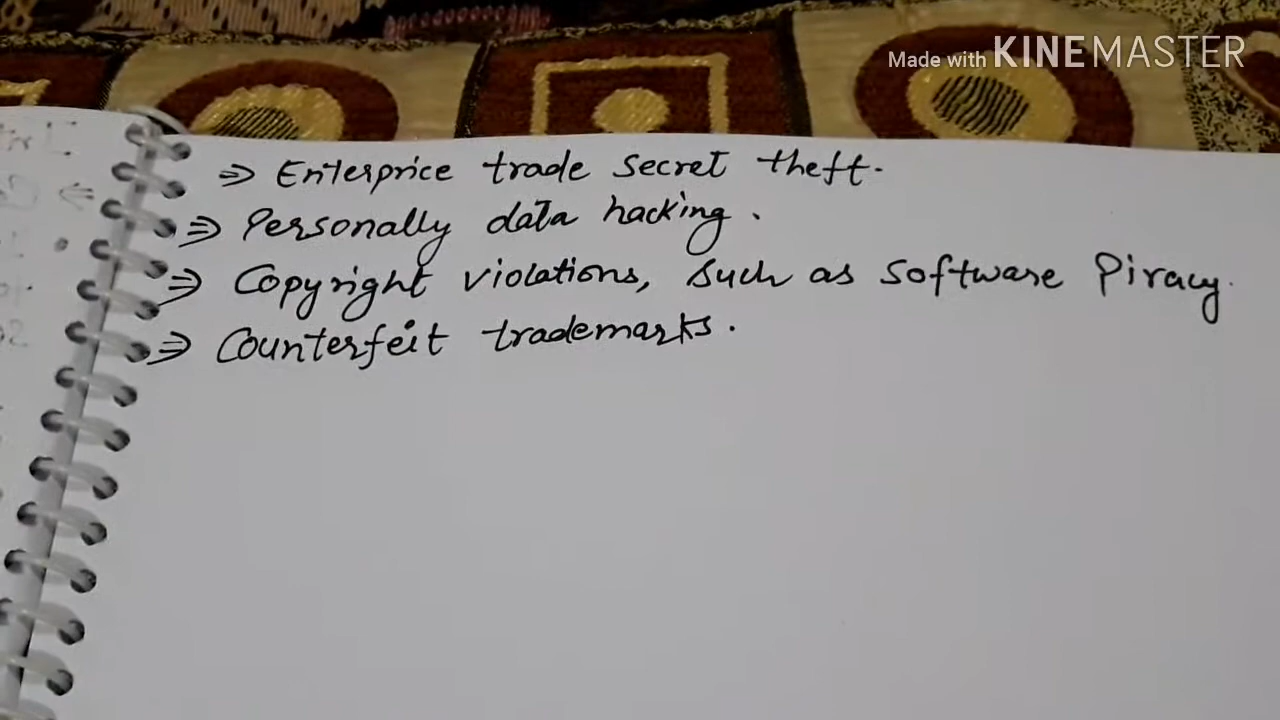 Made with KINEMASTER
⇒ Enterprice trade secret theft.
⇒ Personally data hacking.
⇒ Copyright violations, such as software Piracy.
⇒ Counterfeit trademarks.